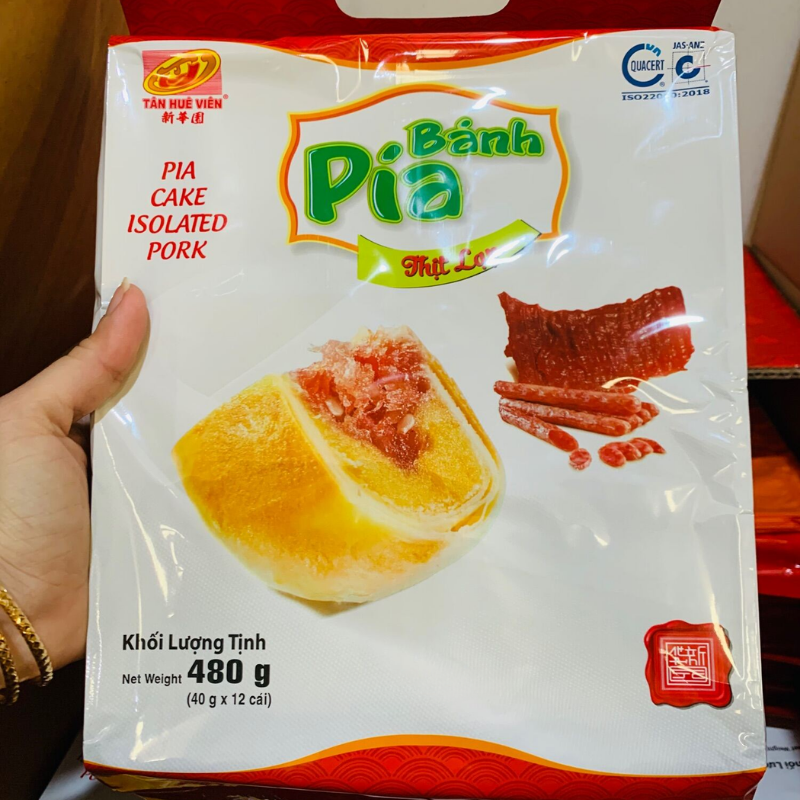 TÂN HUÊ VIÊN®
新華園
PIA
CAKE
ISOLATED
PORK
QUACERT
JAS-ANZ
ISO22000:2018
Bánh
Pía
Thịt
Khối Lượng Tịnh
Net Weight 480 g
(40 g x 12 cái)